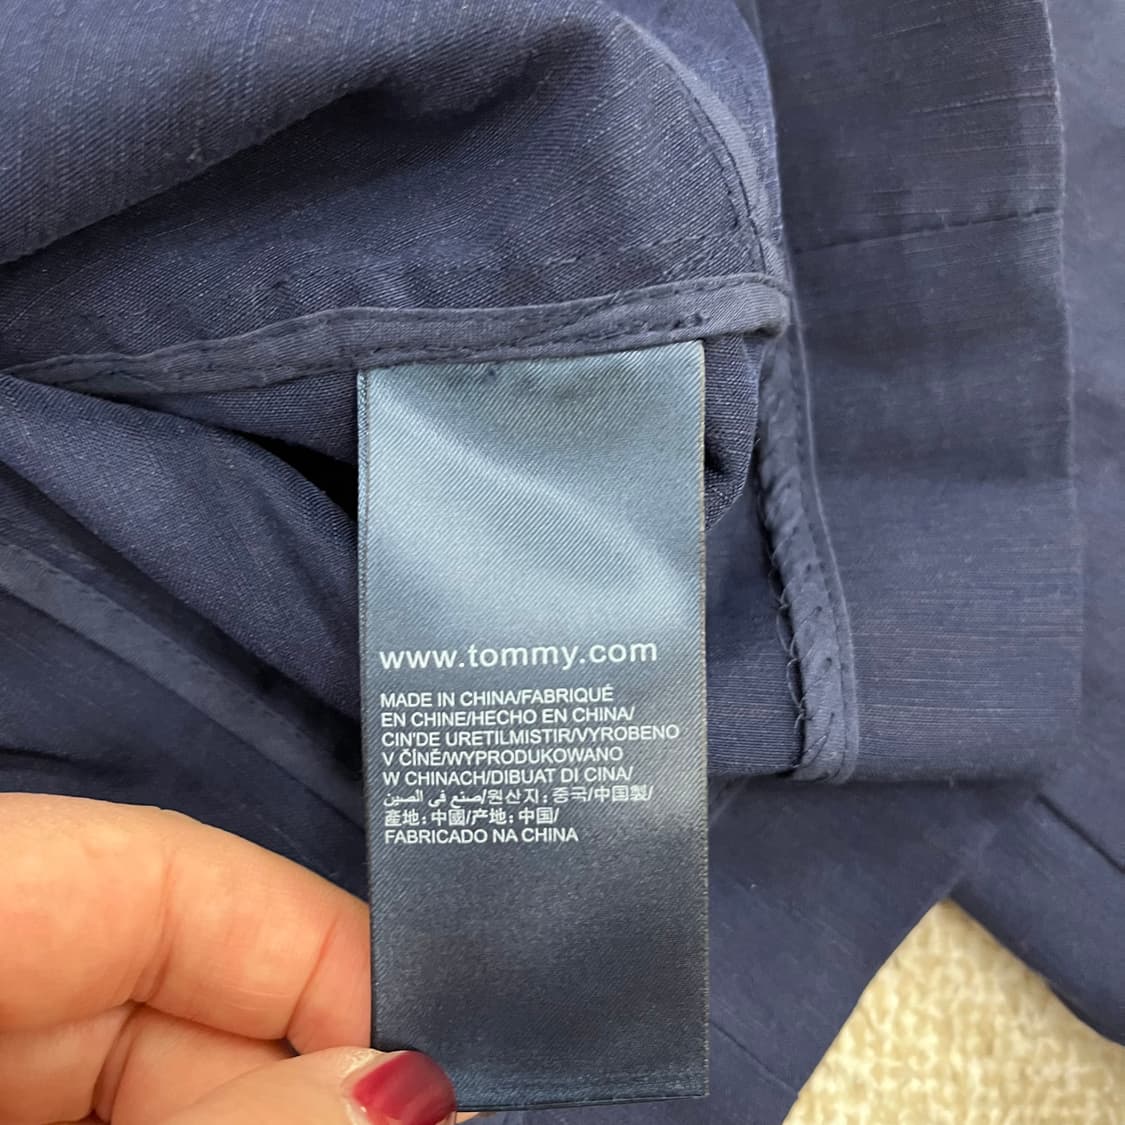 www.tommy.com
MADE IN CHINA/FABRIQUÉ
EN CHINE/HECHO EN CHINA/
CIN'DE URETILMISTIR/VYROBENO
V ČÍNĚ/WYPRODUKOWANO
W CHINACH/DIBUAT DI CINA/
صنع في الصين/원산지: 중국/中国製/
產地: 中國/产地: 中国/
FABRICADO NA CHINA